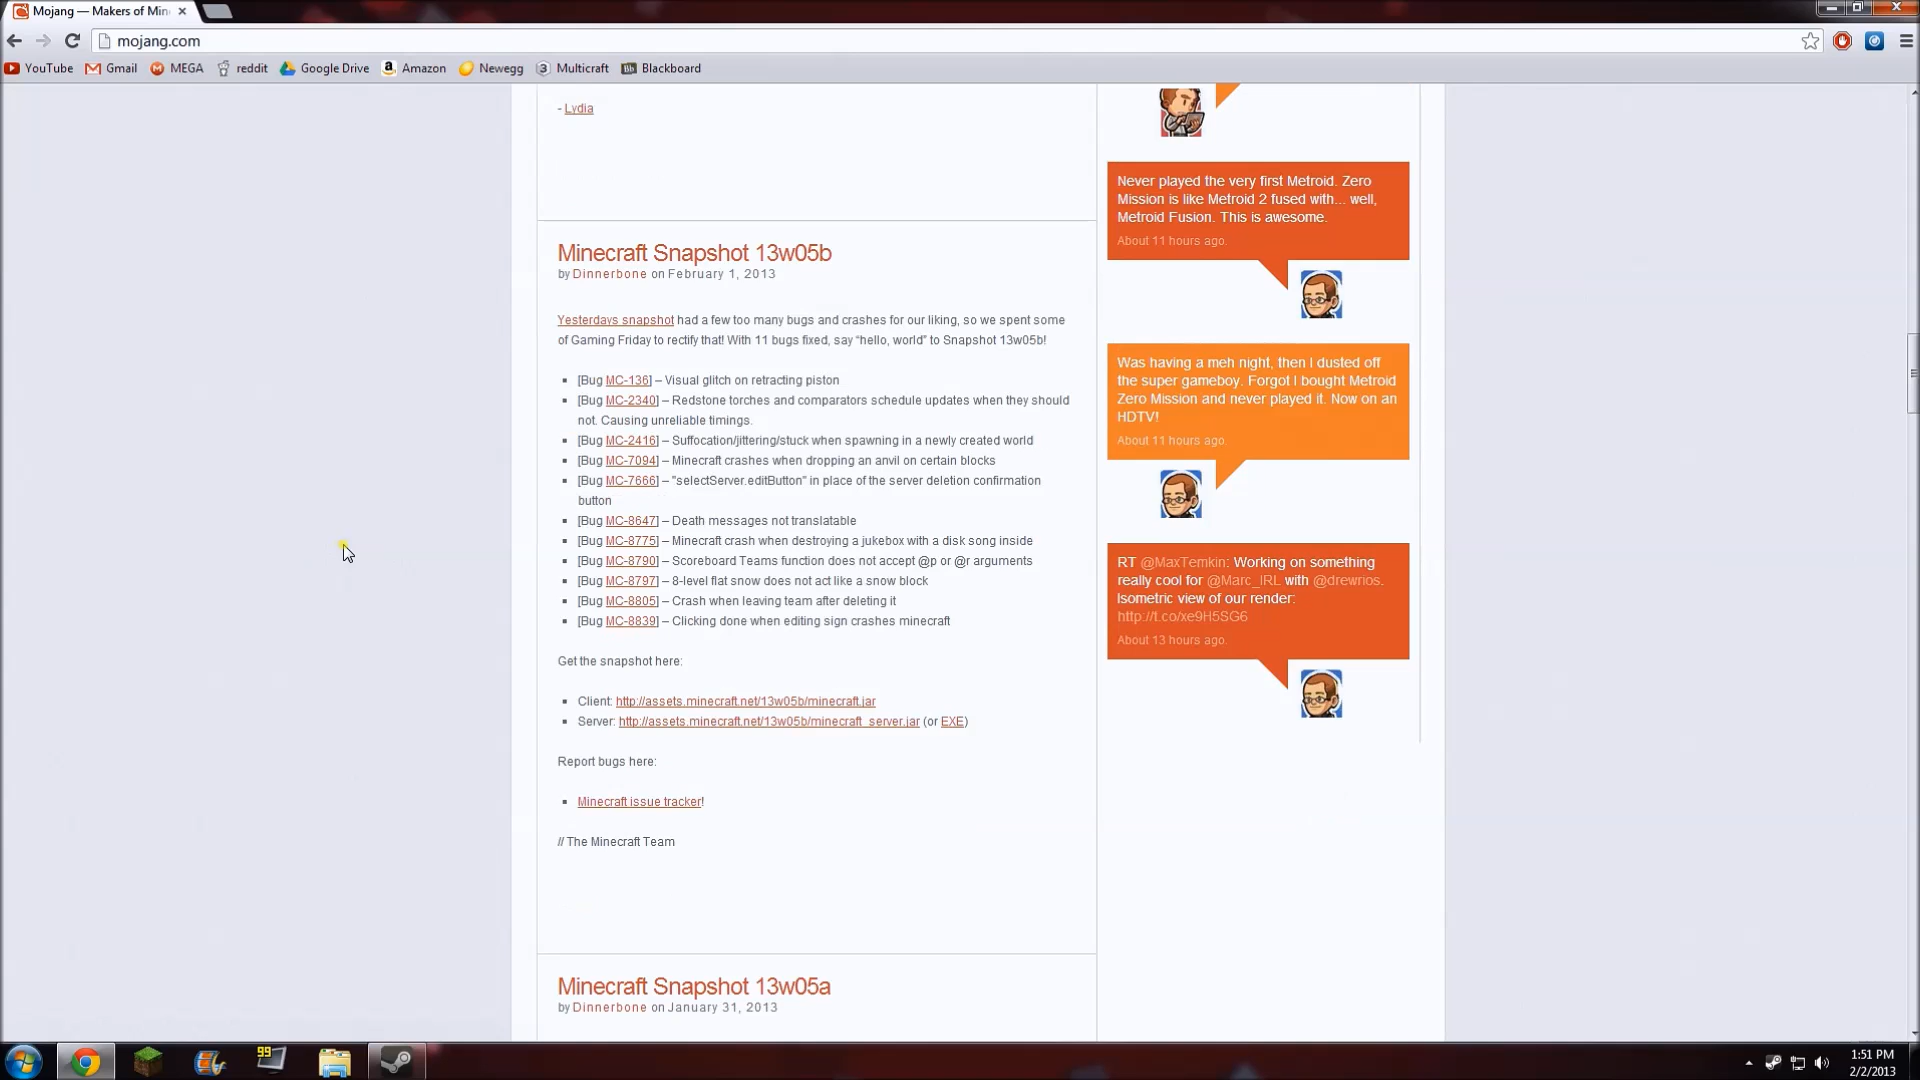 Mojang — Makers of Min
mojang.com
YouTube Gmail MEGA reddit Google Drive Amazon Newegg Multicraft Blackboard
- Lydia
Minecraft Snapshot 13w05b
by Dinnerbone on February 1, 2013
Yesterdays snapshot had a few too many bugs and crashes for our liking, so we spent some
of Gaming Friday to rectify that! With 11 bugs fixed, say “hello, world” to Snapshot 13w05b!
[Bug MC-136] – Visual glitch on retracting piston
[Bug MC-2340] – Redstone torches and comparators schedule updates when they should
not. Causing unreliable timings.
[Bug MC-2416] – Suffocation/jittering/stuck when spawning in a newly created world
[Bug MC-7094] – Minecraft crashes when dropping an anvil on certain blocks
[Bug MC-7666] – "selectServer.editButton" in place of the server deletion confirmation
button
[Bug MC-8647] – Death messages not translatable
[Bug MC-8775] – Minecraft crash when destroying a jukebox with a disk song inside
[Bug MC-8790] – Scoreboard Teams function does not accept @p or @r arguments
[Bug MC-8797] – 8-level flat snow does not act like a snow block
[Bug MC-8805] – Crash when leaving team after deleting it
[Bug MC-8839] – Clicking done when editing sign crashes minecraft
Get the snapshot here:
Client: http://assets.minecraft.net/13w05b/minecraft.jar
Server: http://assets.minecraft.net/13w05b/minecraft_server.jar (or EXE)
Report bugs here:
Minecraft issue tracker!
// The Minecraft Team
Minecraft Snapshot 13w05a
by Dinnerbone on January 31, 2013
Never played the very first Metroid. Zero
Mission is like Metroid 2 fused with... well,
Metroid Fusion. This is awesome.
About 11 hours ago.
Was having a meh night, then I dusted off
the super gameboy. Forgot I bought Metroid
Zero Mission and never played it. Now on an
HDTV!
About 11 hours ago.
RT @MaxTemkin: Working on something
really cool for @Marc_IRL with @drewrios.
Isometric view of our render:
http://t.co/xe9H5SG6
About 13 hours ago.
99
1:51 PM
2/2/2013